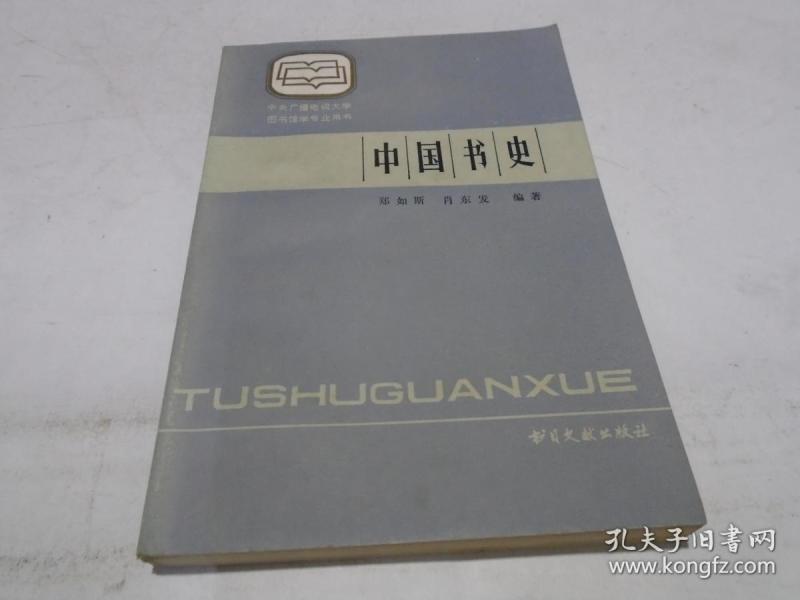 中央广播电视大学
图书馆学专业用书
中国书史
郑如斯 肖东发 编著
TUSHUGUANXUE
书目文献出版社
孔夫子旧书网
www.kongfz.com